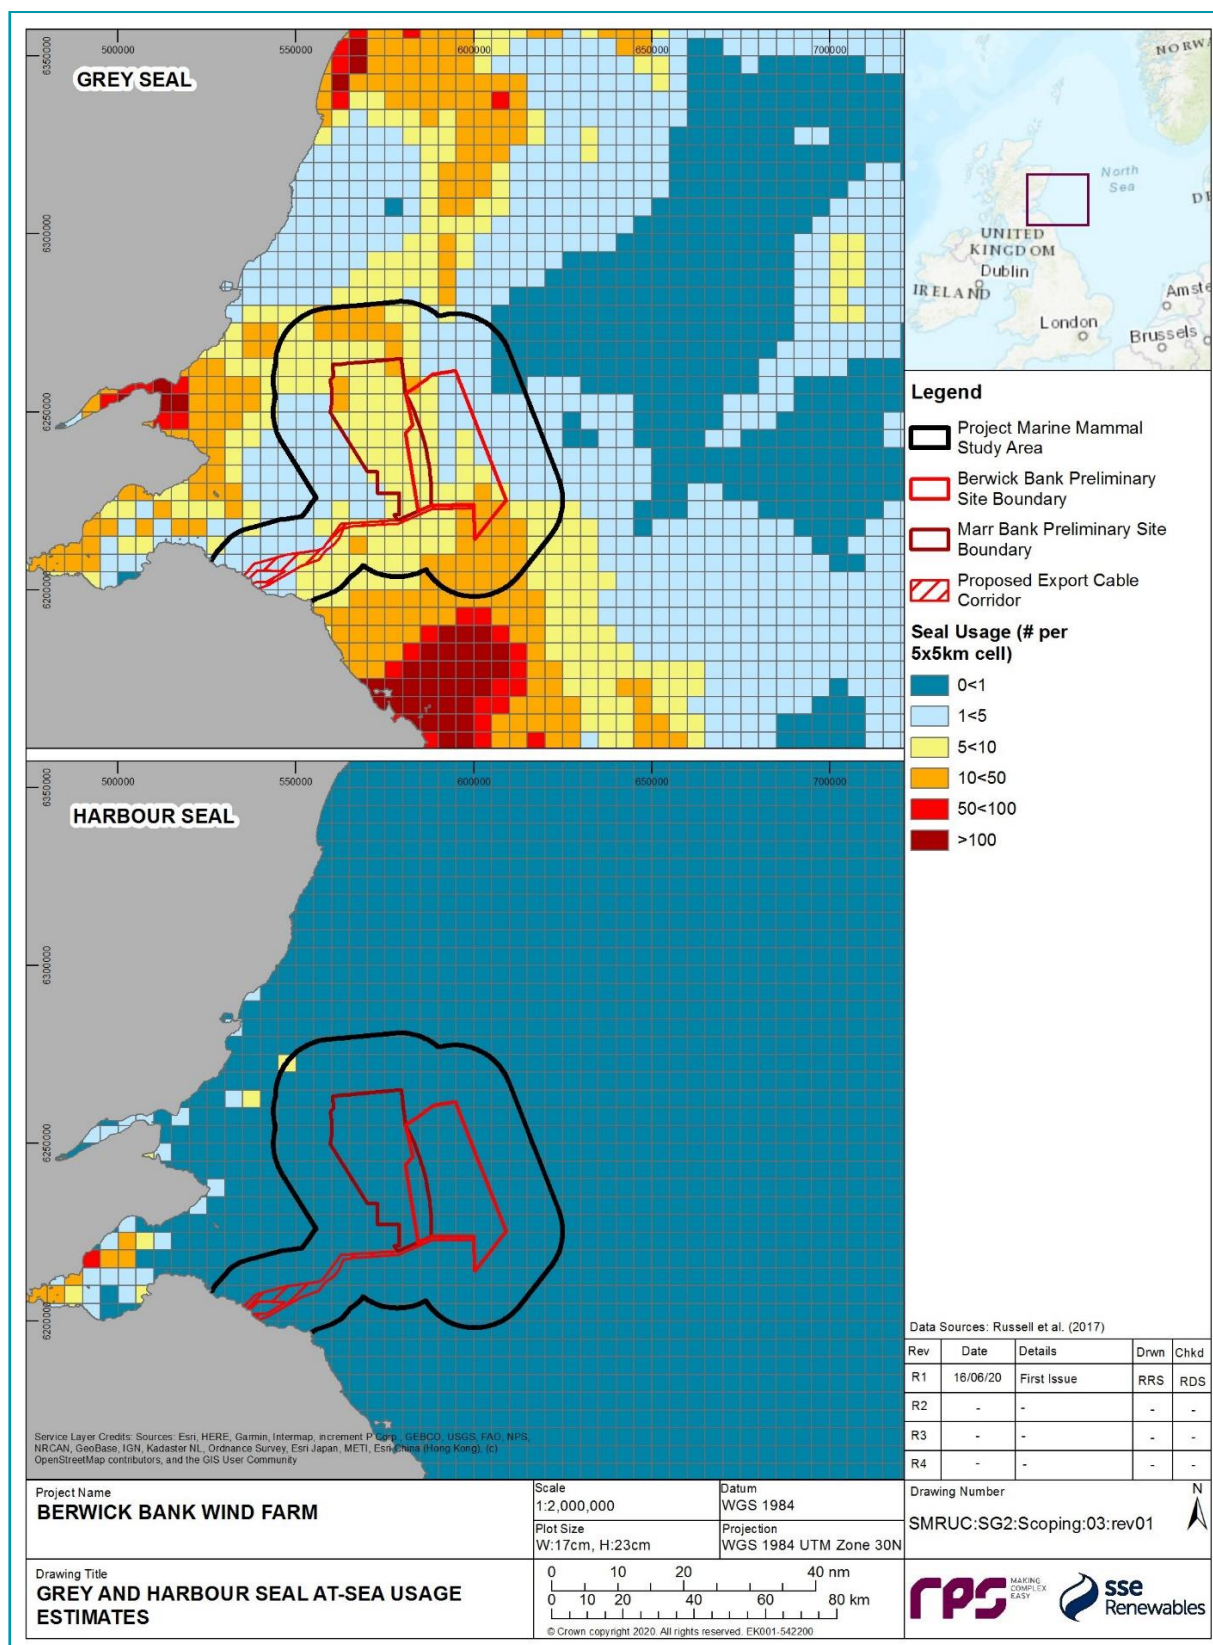 500000
550000
600000
650000
700000
6350000
GREY SEAL
6300000
6250000
6200000
500000
550000
600000
650000
700000
6350000
HARBOUR SEAL
6300000
6250000
6200000
Service Layer Credits: Sources: Esri, HERE, Garmin, Intermap, increment P Corp., GEBCO, USGS, FAO, NPS,
NRCAN, GeoBase, IGN, Kadaster NL, Ordnance Survey, Esri Japan, METI, Esri China (Hong Kong), (c)
OpenStreetMap contributors, and the GIS User Community
NORW
North
Sea
DE
UNITED
KINGDOM
Dublin
IRELAND
Amste
London
Brussels
Legend
Project Marine Mammal
Study Area
Berwick Bank Preliminary
Site Boundary
Marr Bank Preliminary Site
Boundary
Proposed Export Cable
Corridor
Seal Usage (# per
5x5km cell)
0<1
1<5
5<10
10<50
50<100
>100
Data Sources: Russell et al. (2017)
Rev Date Details Drwn Chkd
R1 16/06/20 First Issue RRS RDS
R2 - - - -
R3 - - - -
R4 - - - -
Project Name
BERWICK BANK WIND FARM
Scale
1:2,000,000
Datum
WGS 1984
Plot Size
W:17cm, H:23cm
Projection
WGS 1984 UTM Zone 30N
Drawing Number
SMRUC:SG2:Scoping:03:rev01
N
Drawing Title
GREY AND HARBOUR SEAL AT-SEA USAGE
ESTIMATES
0 10 20 40 nm
0 10 20 40 60 80 km
© Crown copyright 2020. All rights reserved. EK001-542200
rps
MAKING
COMPLEX
EASY
sse
Renewables